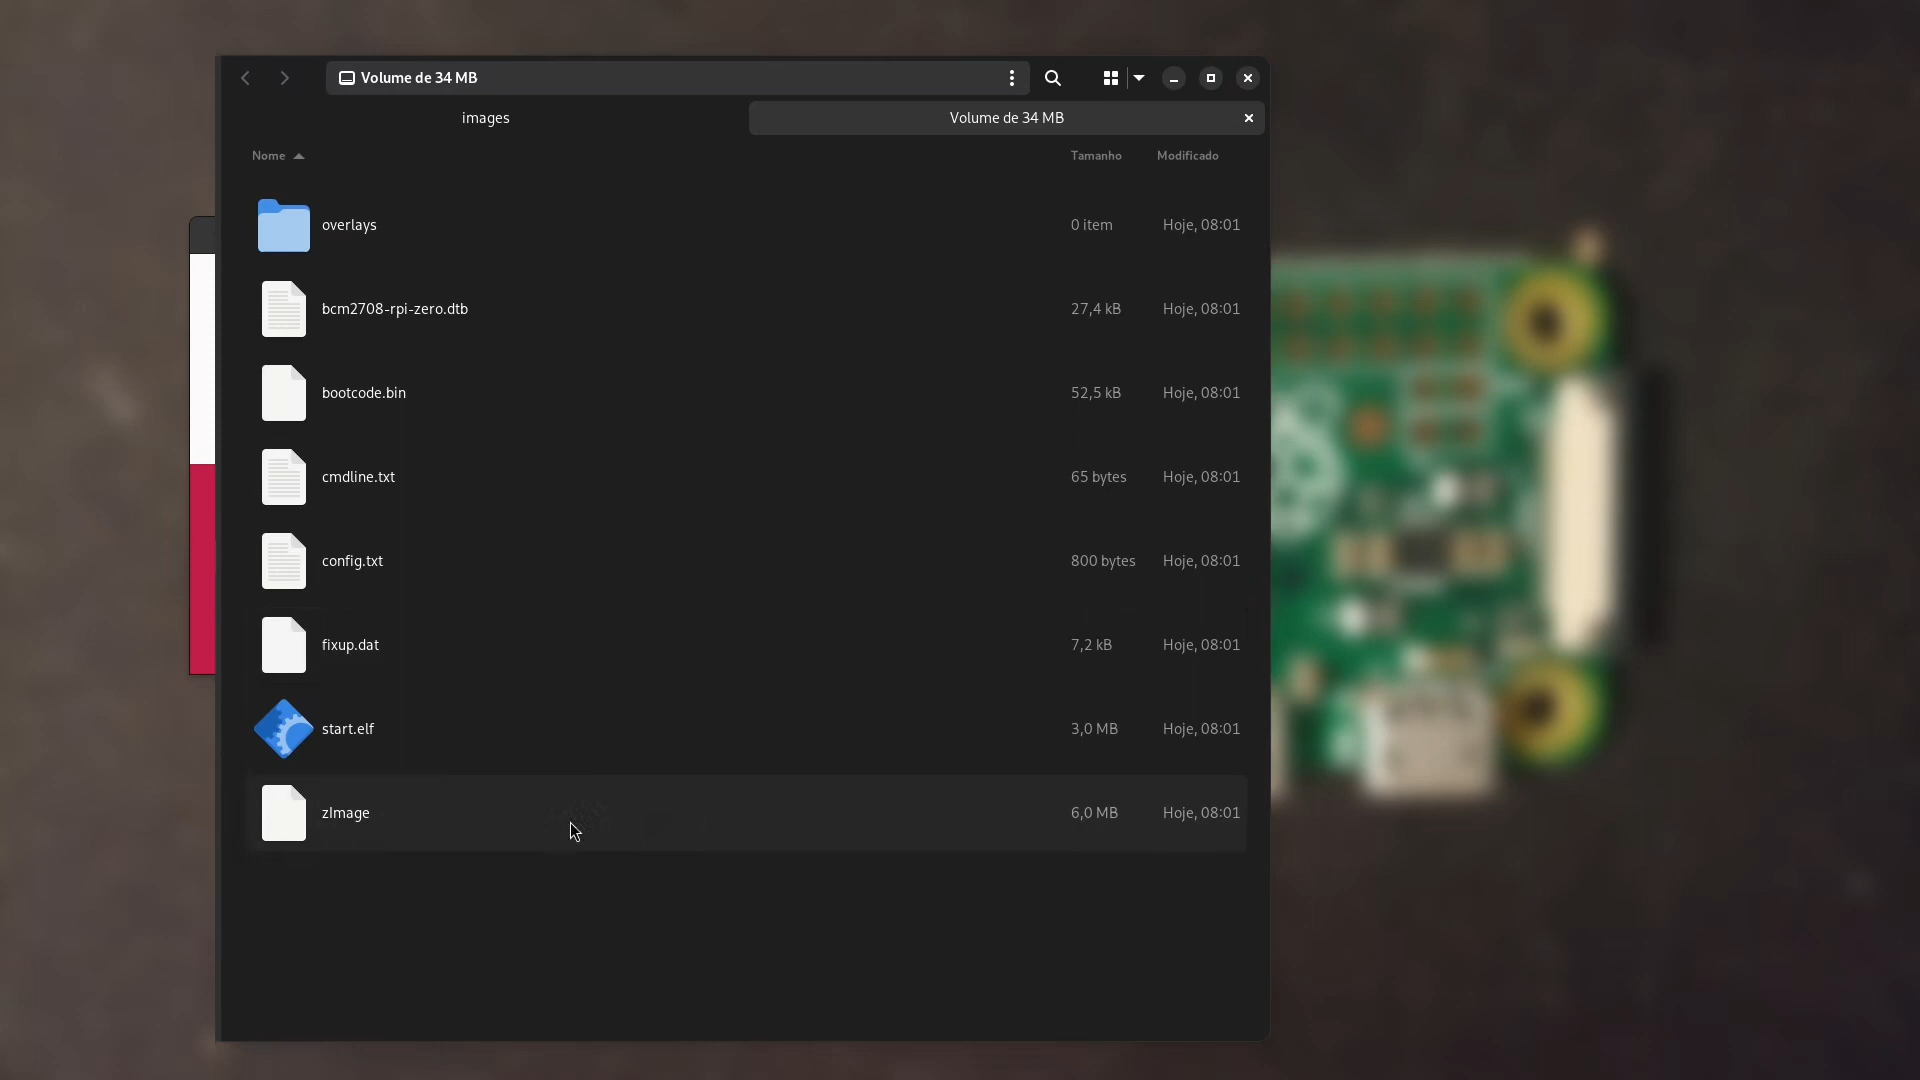 Volume de 34 MB
images
Volume de 34 MB
Nome
Tamanho
Modificado
overlays
0 item
Hoje, 08:01
bcm2708-rpi-zero.dtb
27,4 kB
Hoje, 08:01
bootcode.bin
52,5 kB
Hoje, 08:01
cmdline.txt
65 bytes
Hoje, 08:01
config.txt
800 bytes
Hoje, 08:01
fixup.dat
7,2 kB
Hoje, 08:01
start.elf
3,0 MB
Hoje, 08:01
zImage
6,0 MB
Hoje, 08:01